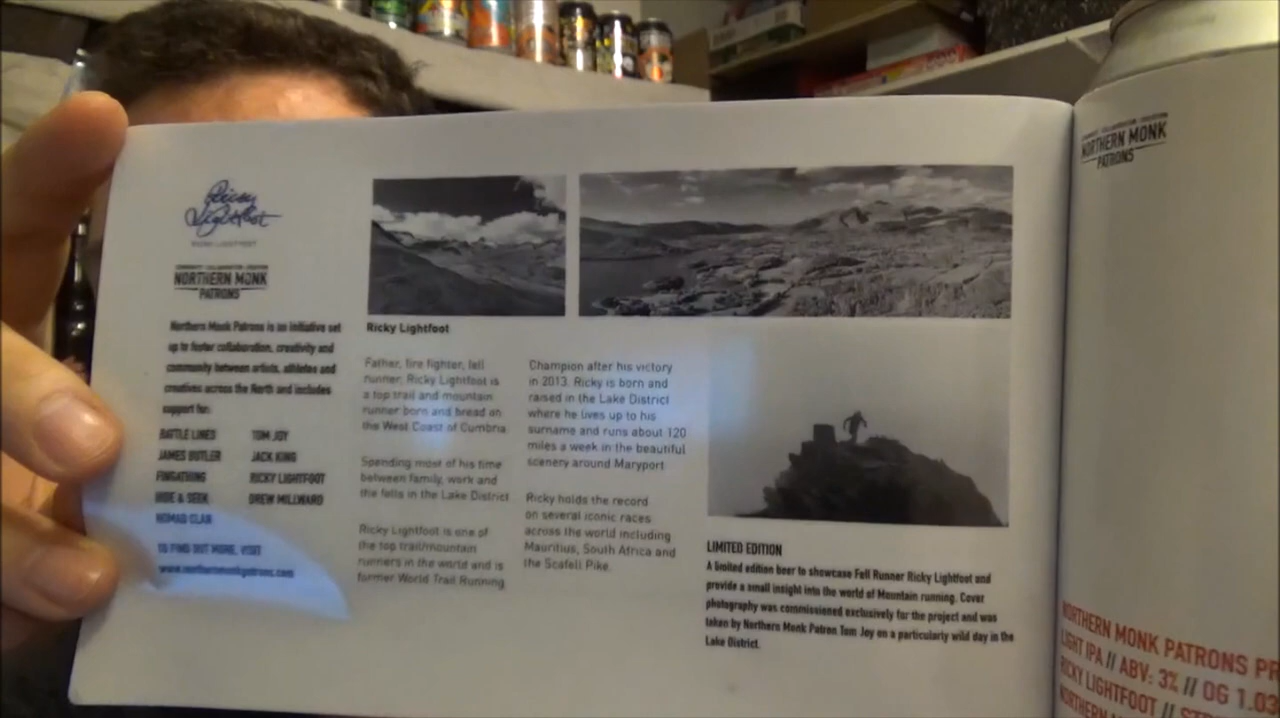 Ricky
Lightfoot
RICKY LIGHTFOOT
NORTHERN MONK
PATRONS
Northern Monk Patrons is an initiative set
up to foster collaboration, creativity and
community between artists, athletes and
creatives across the North and includes
support for:
BATTLE LINES
JAMES BUTLER
FINGATHING
HIDE & SEEK
NOMAD CLAN
TOM JOY
JACK KING
RICKY LIGHTFOOT
DREW MILLWARD
TO FIND OUT MORE, VISIT
www.northernmonkpatrons.com
Ricky Lightfoot
Father, fire fighter, fell
runner; Ricky Lightfoot is
a top trail and mountain
runner born and bread on
the West Coast of Cumbria.
Spending most of his time
between family, work and
the fells in the Lake District
Ricky Lightfoot is one of
the top trail/mountain
runners in the world and is
former World Trail Running
Champion after his victory
in 2013. Ricky is born and
raised in the Lake District
where he lives up to his
surname and runs about 120
miles a week in the beautiful
scenery around Maryport
Ricky holds the record
on several iconic races
across the world including
Mauritius, South Africa and
the Scafell Pike.
LIMITED EDITION
A limited edition beer to showcase Fell Runner Ricky Lightfoot and
provide a small insight into the world of Mountain running. Cover
photography was commissioned exclusively for the project and was
taken by Northern Monk Patron Tom Joy on a particularly wild day in the
Lake District.
NORTHERN MONK
PATRONS
NORTHERN MONK PATRONS PR
LIGHT IPA // ABV: 3% // OG 1.03
RICKY LIGHTFOOT // STR
NORTHERN M